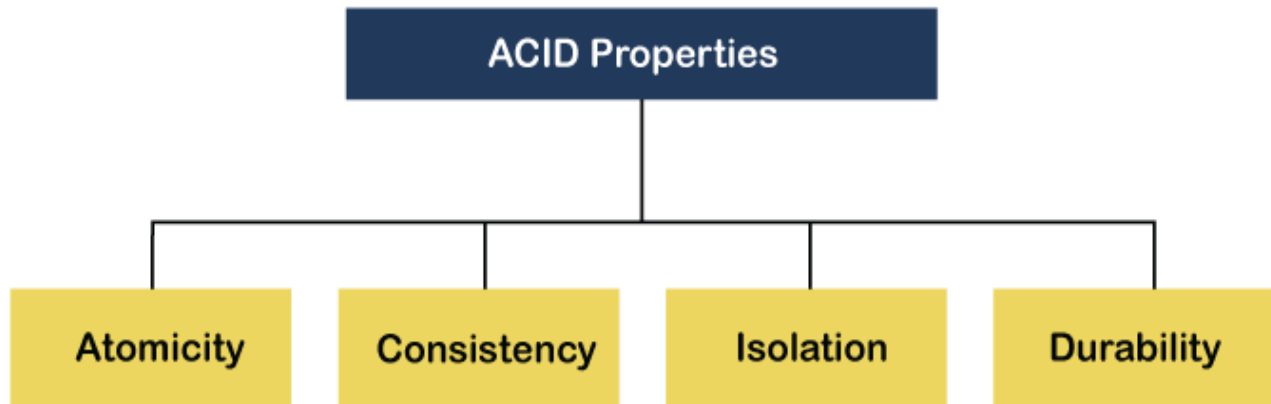 ACID Properties
Atomicity
Consistency
Isolation
Durability